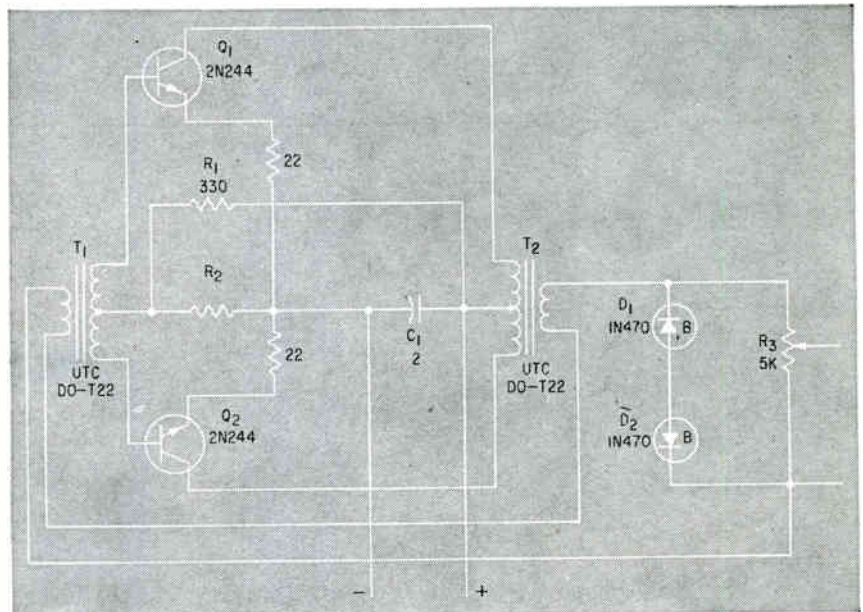 Q1
2N244
22
R1
330
T1
R2
T2
C1
2
22
D1
1N470
B
R3
5K
UTC
DO-T22
UTC
DO-T22
Q2
2N244
D2
1N470
B
-
+